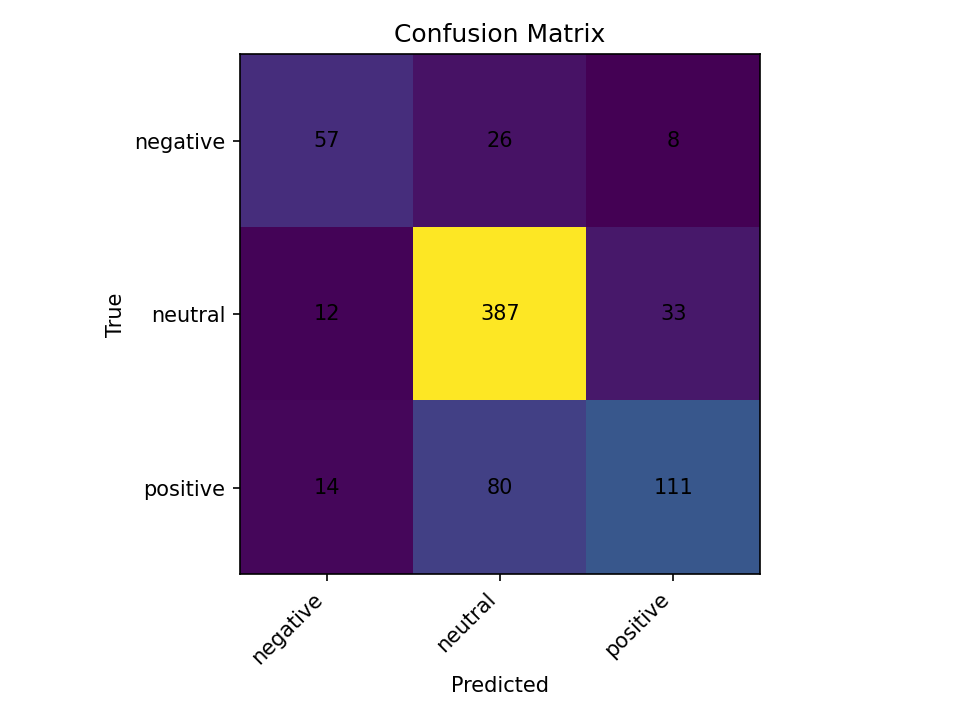 Confusion Matrix
negative 57 26 8
neutral 12 387 33
positive 14 80 111
True
negative neutral positive
Predicted